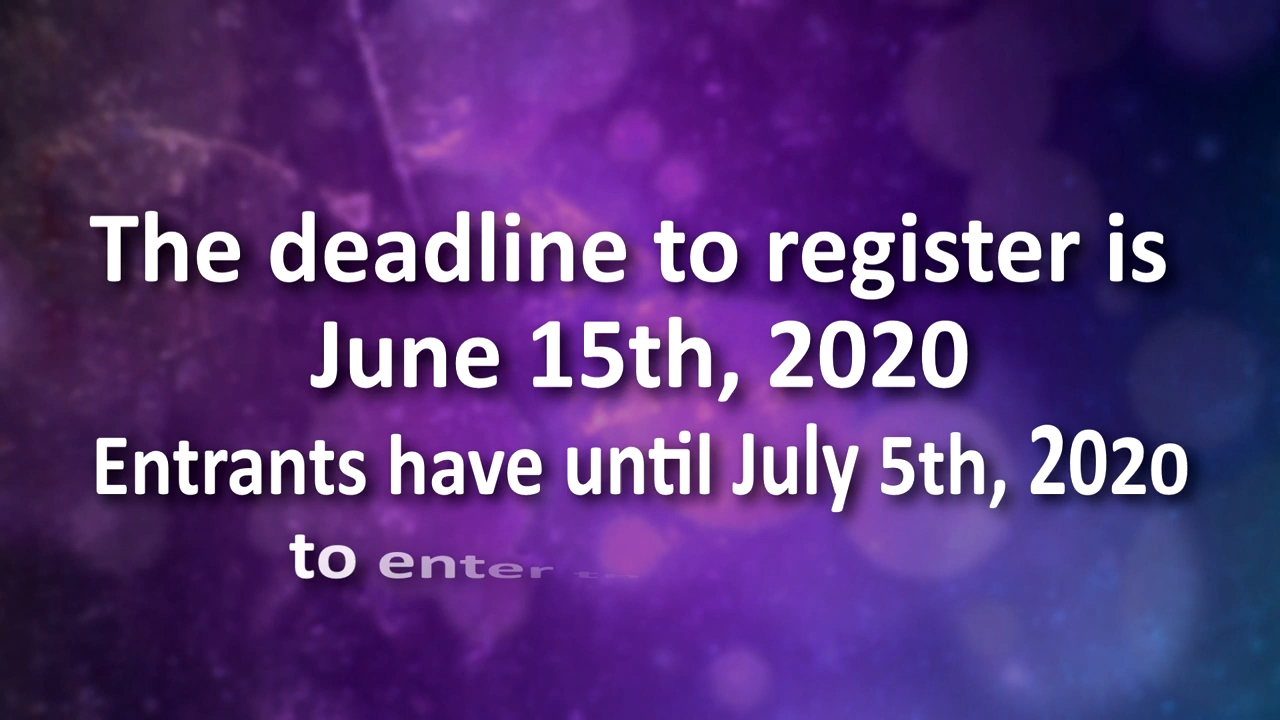 The deadline to register is
June 15th, 2020
Entrants have until July 5th, 2020
to enter